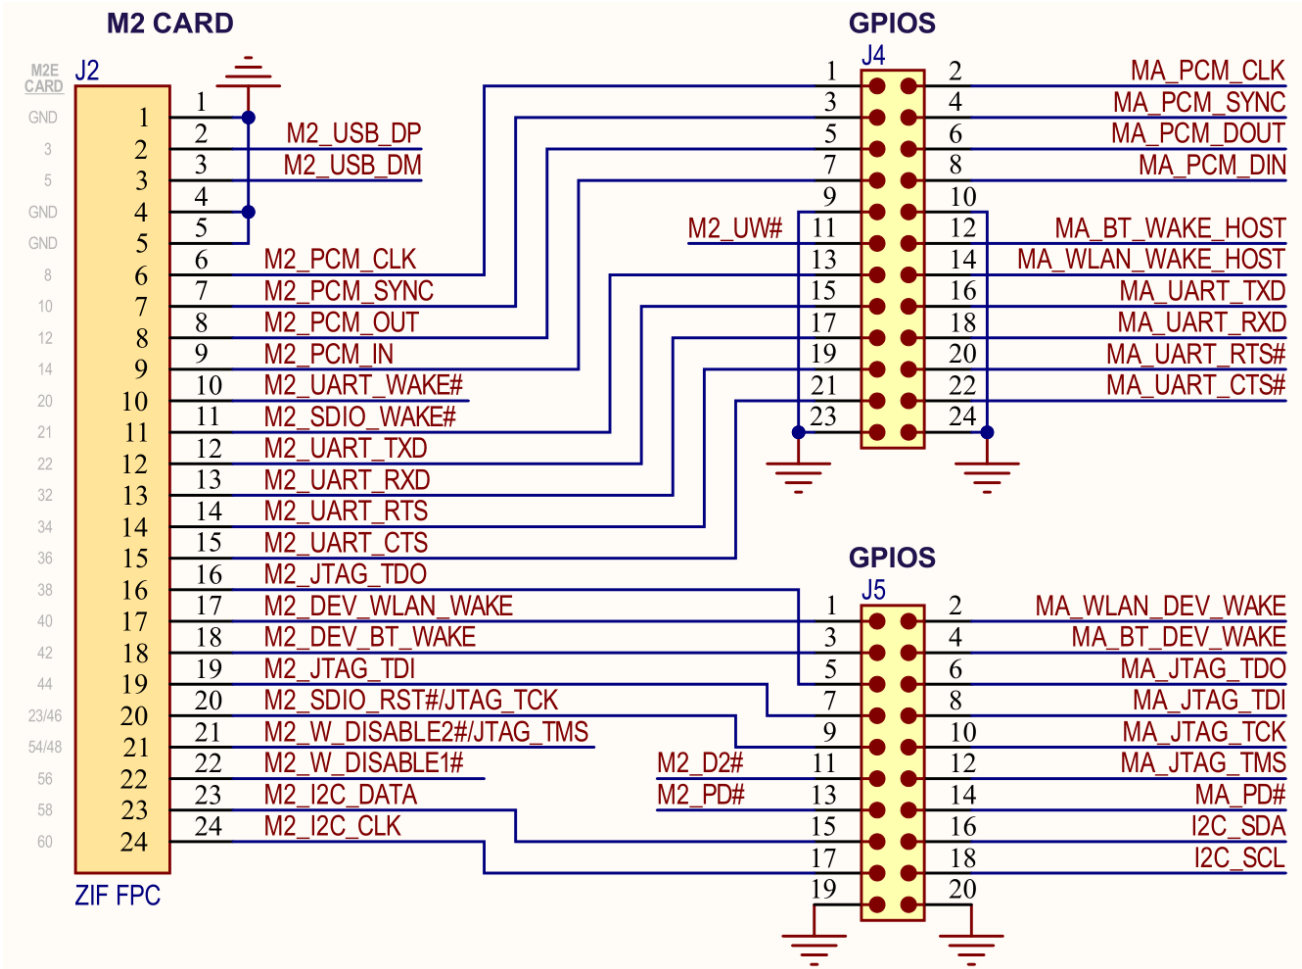 M2 CARD
J2
M2E
CARD
GND
3
5
GND
GND
8
10
12
14
20
21
22
32
34
36
38
40
42
44
23/46
54/48
56
58
60
1
2
3
4
5
6
7
8
9
10
11
12
13
14
15
16
17
18
19
20
21
22
23
24
1
2 M2_USB_DP
3 M2_USB_DM
4
5
6 M2_PCM_CLK
7 M2_PCM_SYNC
8 M2_PCM_OUT
9 M2_PCM_IN
10 M2_UART_WAKE#
11 M2_SDIO_WAKE#
12 M2_UART_TXD
13 M2_UART_RXD
14 M2_UART_RTS
15 M2_UART_CTS
16 M2_JTAG_TDO
17 M2_DEV_WLAN_WAKE
18 M2_DEV_BT_WAKE
19 M2_JTAG_TDI
20 M2_SDIO_RST#/JTAG_TCK
21 M2_W_DISABLE2#/JTAG_TMS
22 M2_W_DISABLE1#
23 M2_I2C_DATA
24 M2_I2C_CLK
ZIF FPC
GPIOS
J4
1 2 MA_PCM_CLK
3 4 MA_PCM_SYNC
5 6 MA_PCM_DOUT
7 8 MA_PCM_DIN
9 10
M2_UW# 11 12 MA_BT_WAKE_HOST
13 14 MA_WLAN_WAKE_HOST
15 16 MA_UART_TXD
17 18 MA_UART_RXD
19 20 MA_UART_RTS#
21 22 MA_UART_CTS#
23 24
GPIOS
J5
1 2 MA_WLAN_DEV_WAKE
3 4 MA_BT_DEV_WAKE
5 6 MA_JTAG_TDO
7 8 MA_JTAG_TDI
9 10 MA_JTAG_TCK
M2_D2# 11 12 MA_JTAG_TMS
M2_PD# 13 14 MA_PD#
15 16 I2C_SDA
17 18 I2C_SCL
19 20